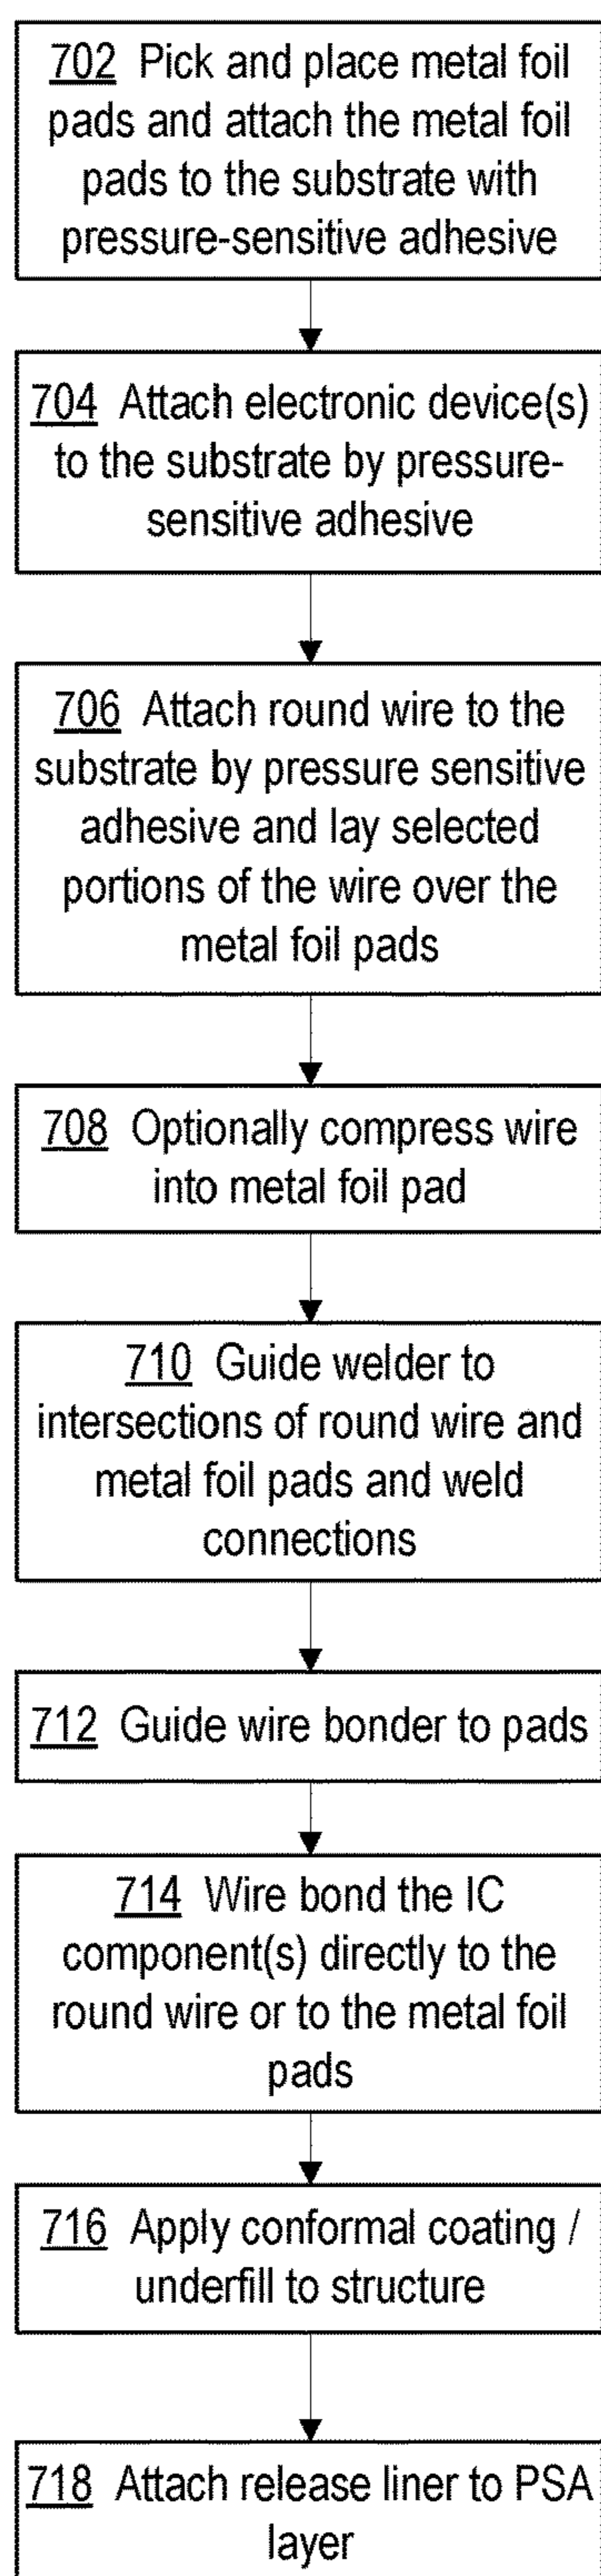 702 Pick and place metal foil
pads and attach the metal foil
pads to the substrate with
pressure-sensitive adhesive
704 Attach electronic device(s)
to the substrate by pressure-
sensitive adhesive
706 Attach round wire to the
substrate by pressure sensitive
adhesive and lay selected
portions of the wire over the
metal foil pads
708 Optionally compress wire
into metal foil pad
710 Guide welder to
intersections of round wire and
metal foil pads and weld
connections
712 Guide wire bonder to pads
714 Wire bond the IC
component(s) directly to the
round wire or to the metal foil
pads
716 Apply conformal coating /
underfill to structure
718 Attach release liner to PSA
layer